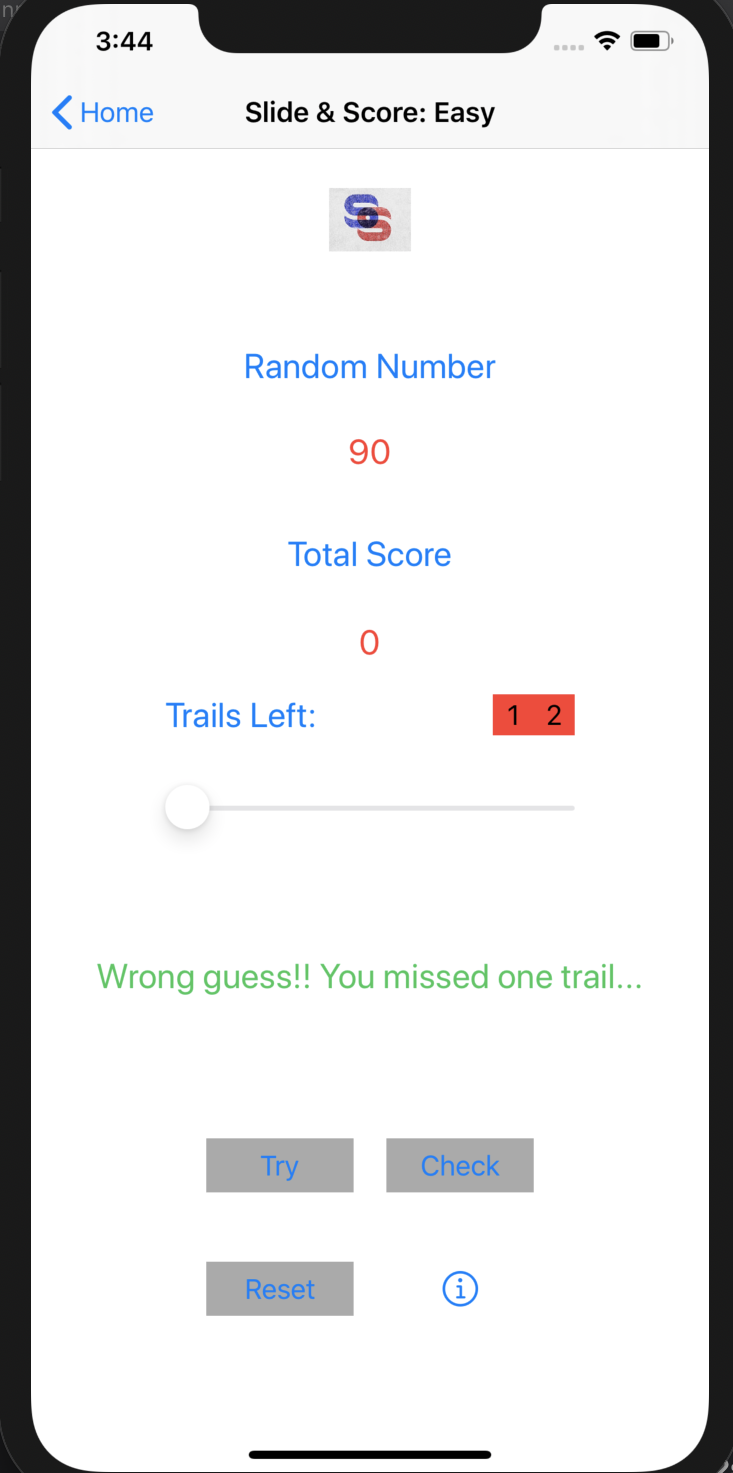 3:44
Home
Slide & Score: Easy
Random Number
90
Total Score
0
Trails Left:
1 2
Wrong guess!! You missed one trail...
Try
Check
Reset